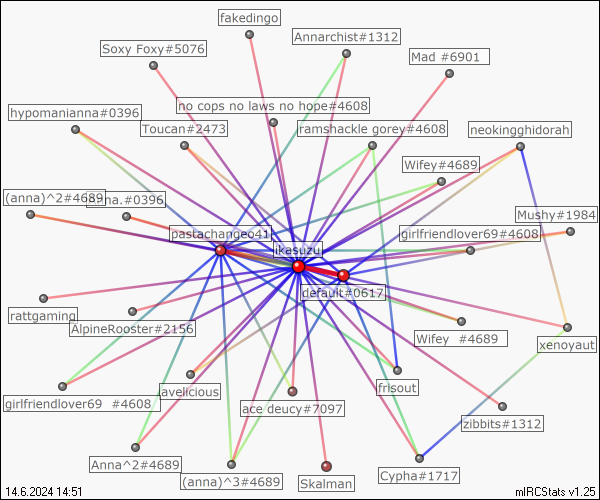 fakedingo
Annarchist#1312
Soxy Foxy#5076
Mad #6901
no cops no laws no hope#4608
hypomanianna#0396
Toucan#2473
ramshackle gorey#4608
neokingghidorah
Wifey#4689
(anna)^2#4689
nna.#0396
Mushy#1984
pastachange41
girlfriendlover69#4608
ikasuzu
default#0617
rattgaming
AlpineRooster#2156
Wifey #4689
xenoyaut
avelicious
frisout
girlfriendlover69 #4608
ace deucy#7097
zibbits#1312
Anna^2#4689
(anna)^3#4689
Skalman
Cypha#1717
14.6.2024 14:51
mIRCStats v1.25